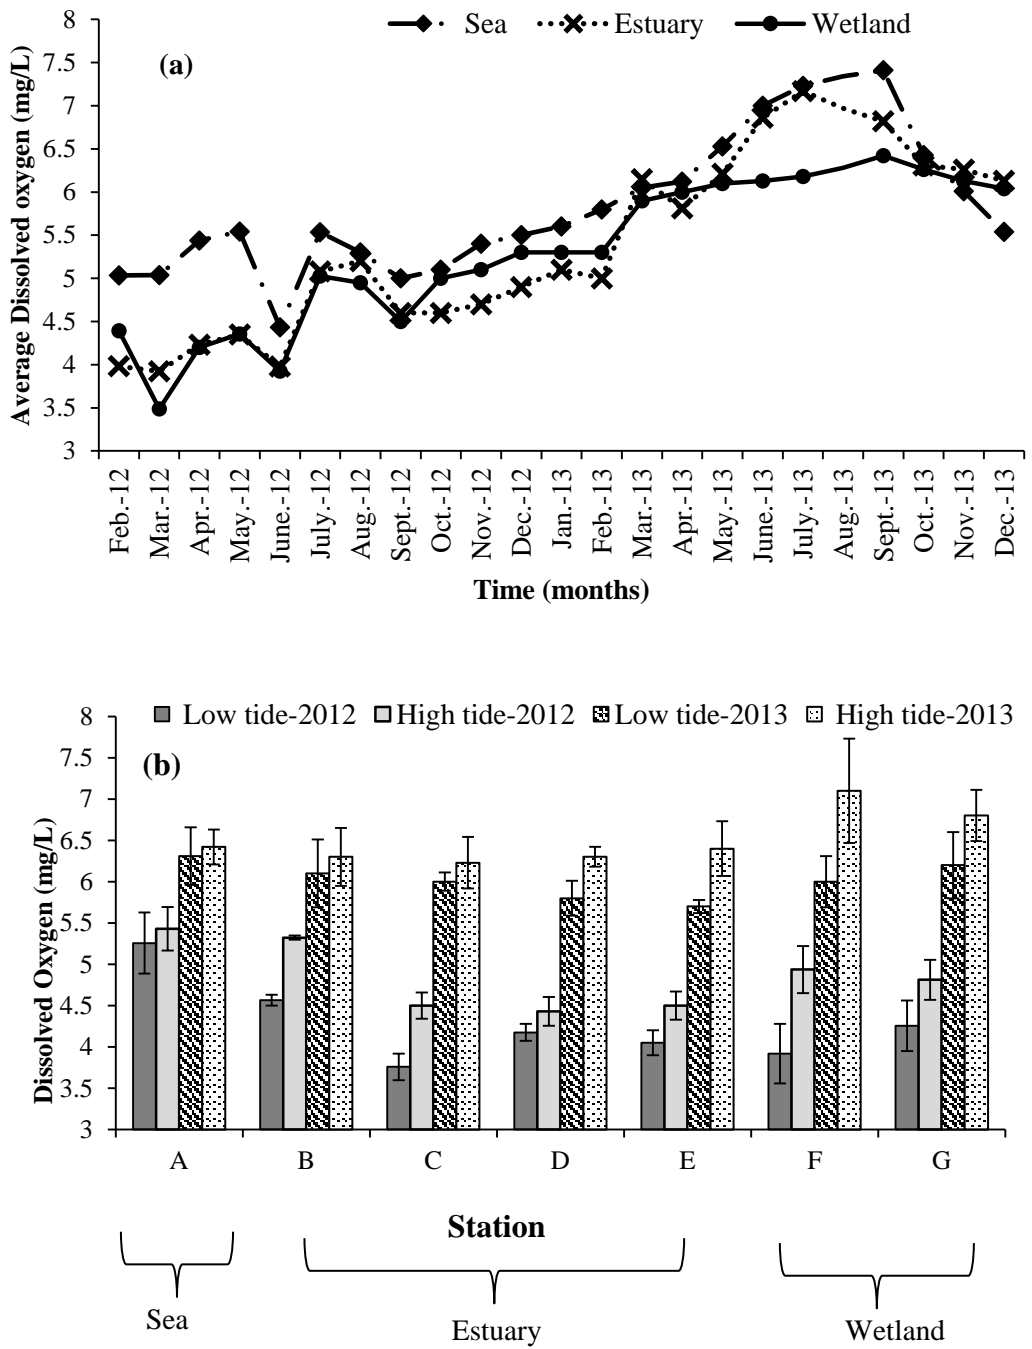 8
Sea Estuary Wetland
7.5
(a)
7
6.5
6
5.5
5
4.5
4
3.5
3
Average Dissolved oxygen (mg/L)
Feb.-12 Mar.-12 Apr.-12 May.-12 June.-12 July.-12 Aug.-12 Sept.-12 Oct.-12 Nov.-12 Dec.-12 Jan.-13 Feb.-13 Mar.-13 Apr.-13 May.-13 June.-13 July.-13 Aug.-13 Sept.-13 Oct.-13 Nov.-13 Dec.-13
Time (months)
8
Low tide-2012 High tide-2012 Low tide-2013 High tide-2013
7.5
(b)
7
6.5
6
5.5
5
4.5
4
3.5
3
Dissolved Oxygen (mg/L)
A B C D E F G
Station
Sea
Estuary
Wetland